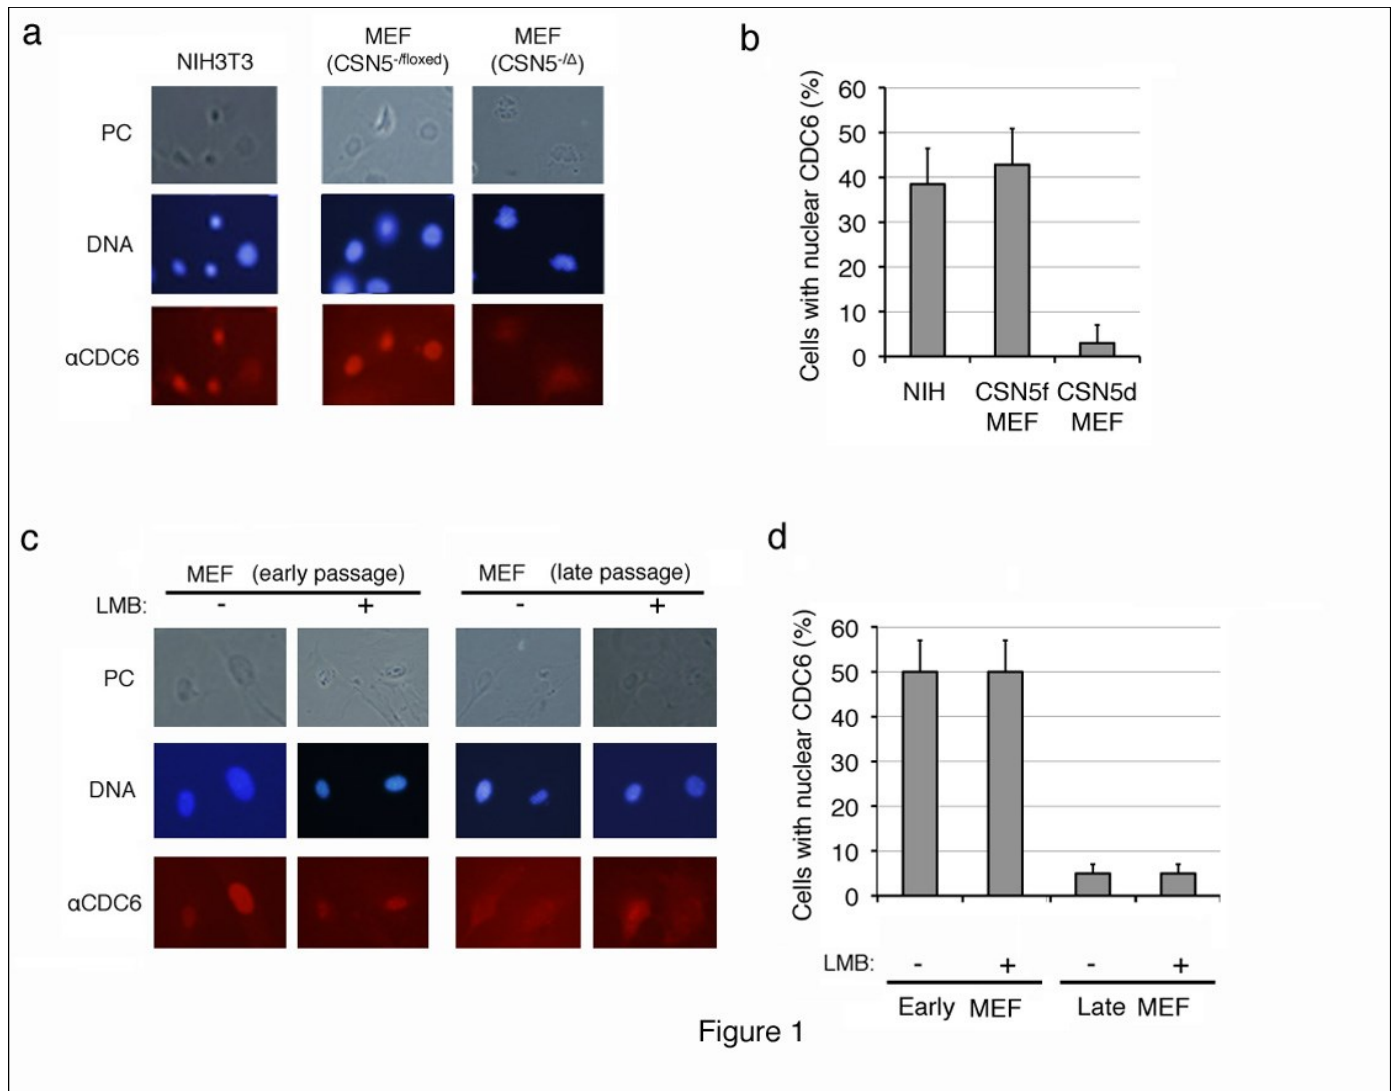 a
NIH3T3
MEF
(CSN5-/floxed)
MEF
(CSN5-/Δ)
PC
DNA
αCDC6
b
Cells with nuclear CDC6 (%)
60
50
40
30
20
10
0
NIH
CSN5f
MEF
CSN5d
MEF
c
MEF (early passage)
MEF (late passage)
LMB: - + - +
PC
DNA
αCDC6
d
Cells with nuclear CDC6 (%)
60
50
40
30
20
10
0
LMB: - + - +
Early MEF
Late MEF
Figure 1